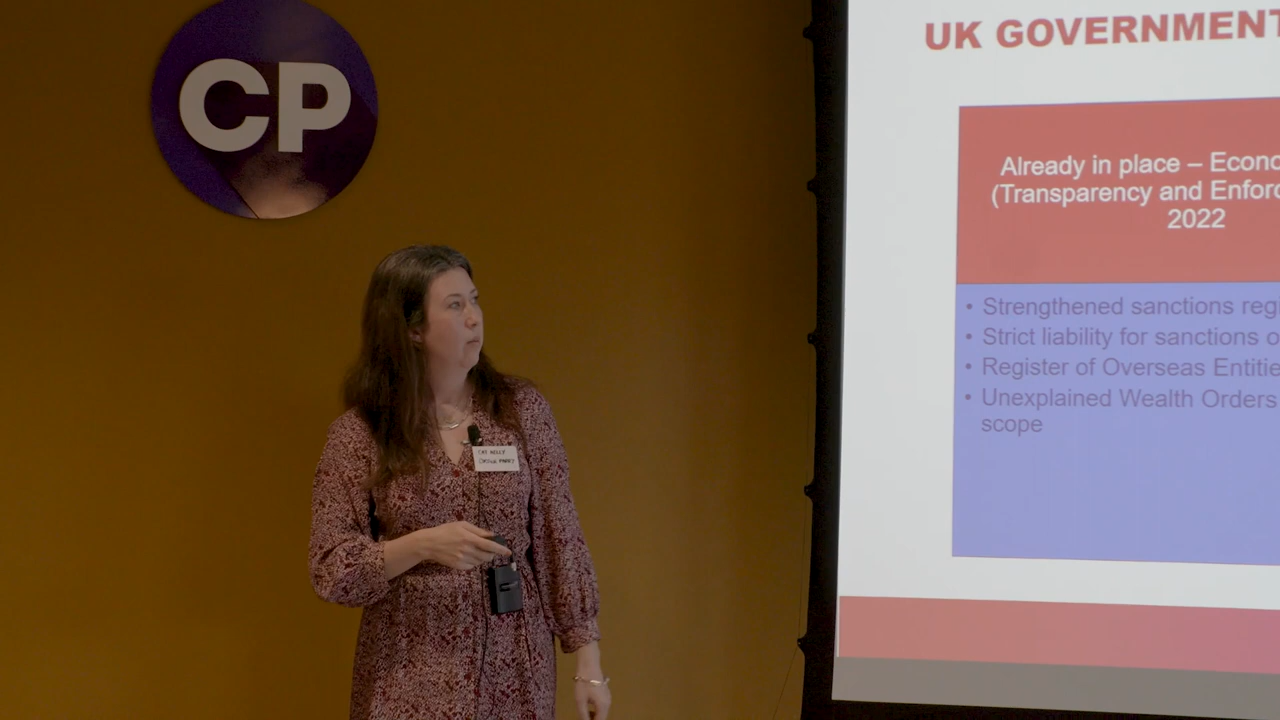 CP
UK GOVERNMENT
Already in place – Econo
(Transparency and Enforc
2022
• Strengthened sanctions regi
• Strict liability for sanctions o
• Register of Overseas Entitie
• Unexplained Wealth Orders
scope